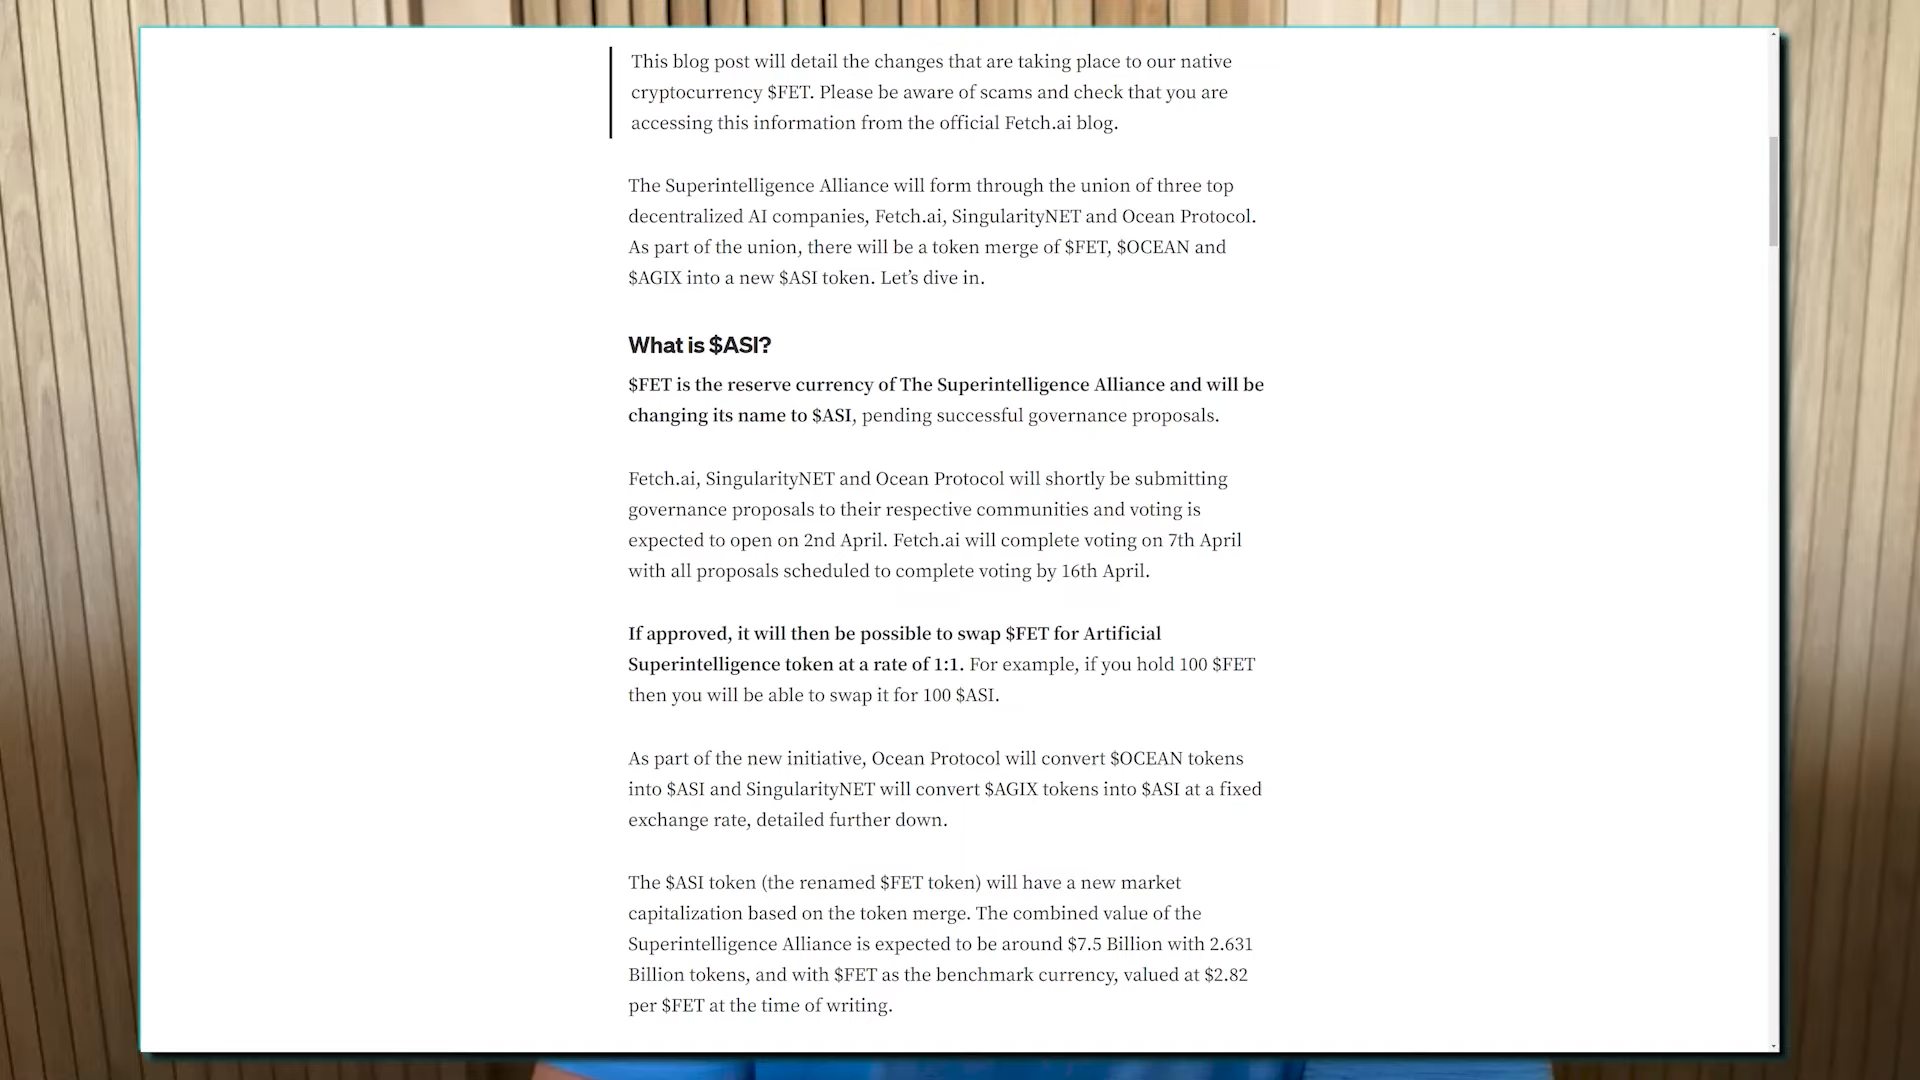 This blog post will detail the changes that are taking place to our native
cryptocurrency $FET. Please be aware of scams and check that you are
accessing this information from the official Fetch.ai blog.
The Superintelligence Alliance will form through the union of three top
decentralized AI companies, Fetch.ai, SingularityNET and Ocean Protocol.
As part of the union, there will be a token merge of $FET, $OCEAN and
$AGIX into a new $ASI token. Let’s dive in.
What is $ASI?
$FET is the reserve currency of The Superintelligence Alliance and will be
changing its name to $ASI, pending successful governance proposals.
Fetch.ai, SingularityNET and Ocean Protocol will shortly be submitting
governance proposals to their respective communities and voting is
expected to open on 2nd April. Fetch.ai will complete voting on 7th April
with all proposals scheduled to complete voting by 16th April.
If approved, it will then be possible to swap $FET for Artificial
Superintelligence token at a rate of 1:1. For example, if you hold 100 $FET
then you will be able to swap it for 100 $ASI.
As part of the new initiative, Ocean Protocol will convert $OCEAN tokens
into $ASI and SingularityNET will convert $AGIX tokens into $ASI at a fixed
exchange rate, detailed further down.
The $ASI token (the renamed $FET token) will have a new market
capitalization based on the token merge. The combined value of the
Superintelligence Alliance is expected to be around $7.5 Billion with 2.631
Billion tokens, and with $FET as the benchmark currency, valued at $2.82
per $FET at the time of writing.